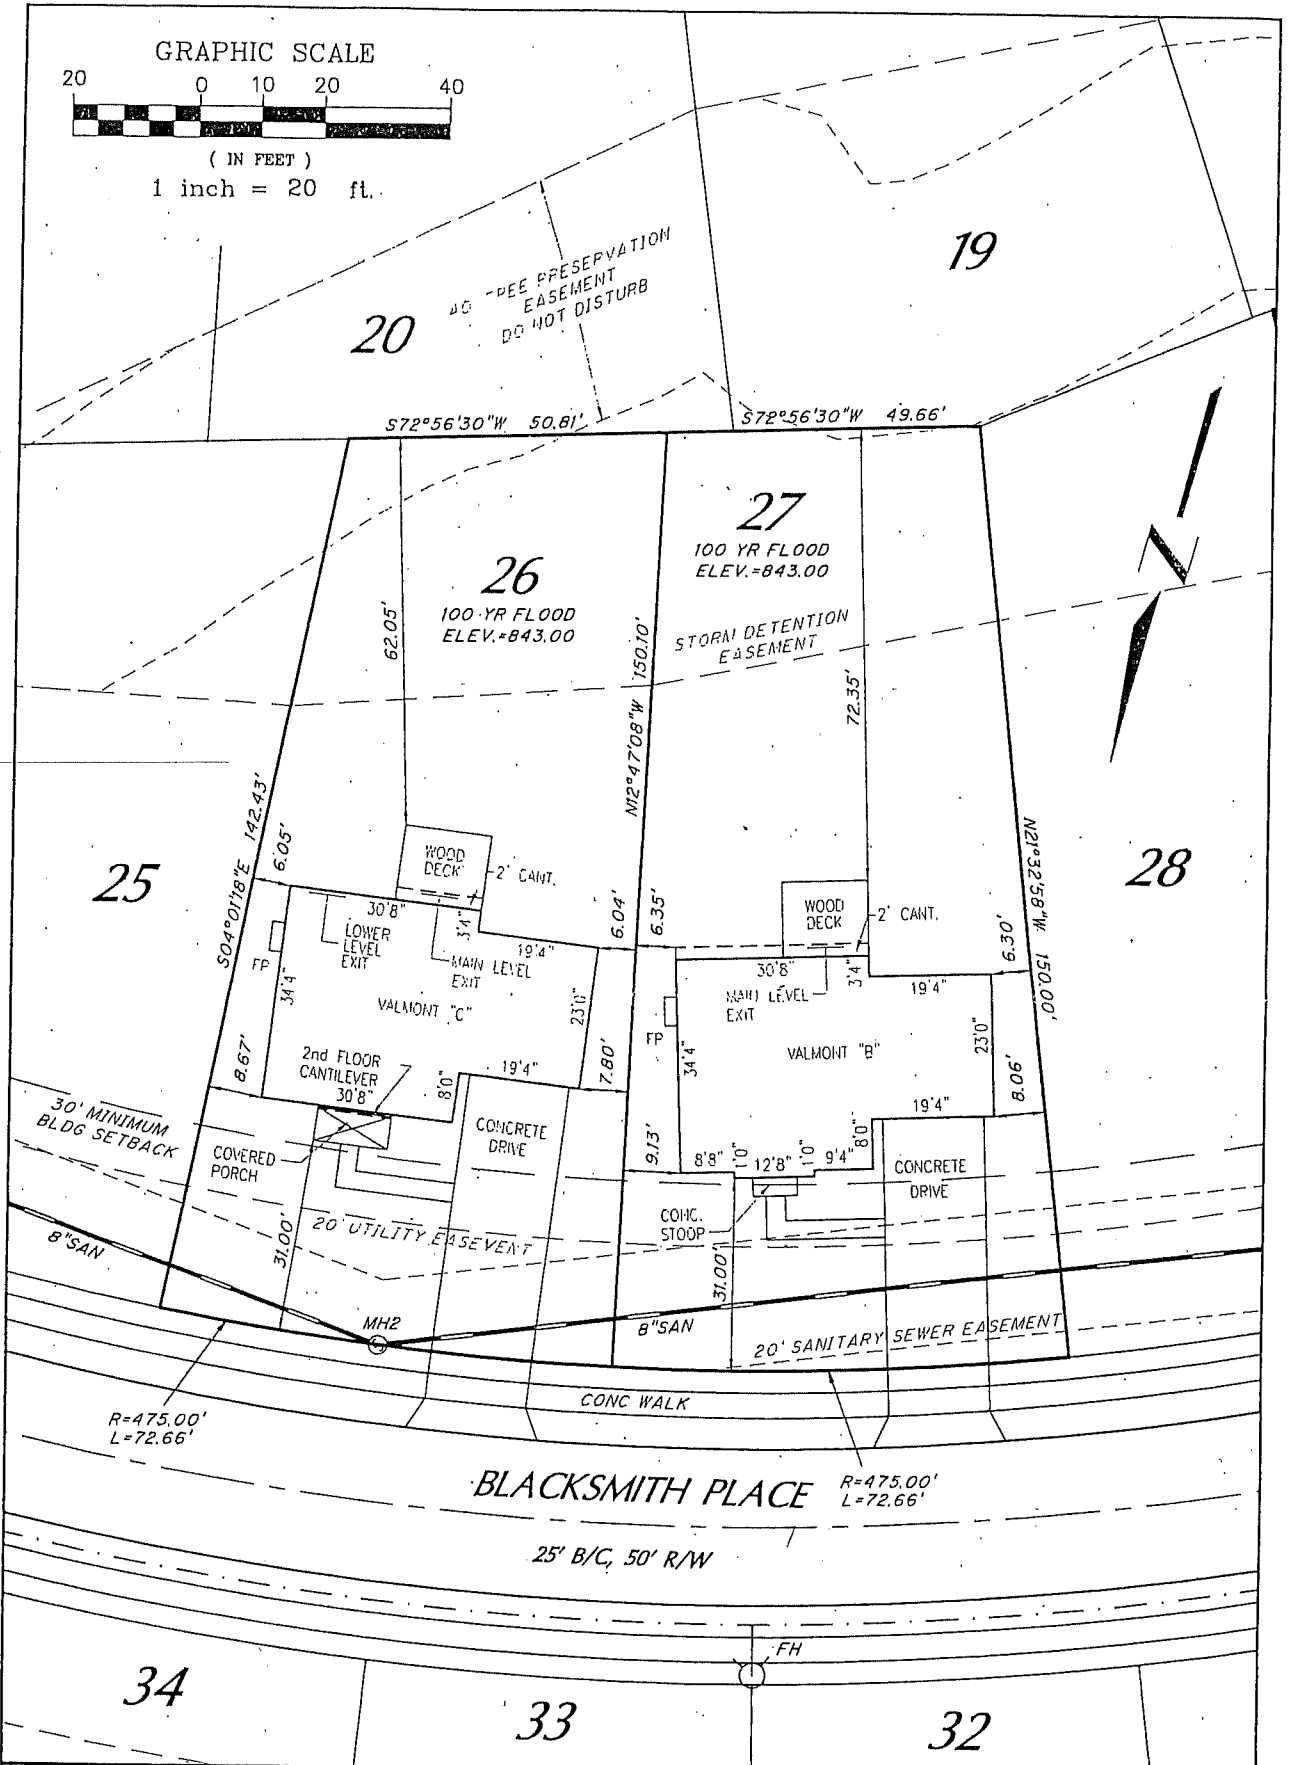 GRAPHIC SCALE
20 0 10 20 40
( IN FEET )
1 inch = 20 ft.
19
PRESERVATION
EASEMENT
DO NOT DISTURB
20
S72°56'30"W 50.81'
S72°56'30"W 49.66'
27
100 YR FLOOD
ELEV.=843.00
26
100 YR FLOOD
ELEV.=843.00
62.05'
N12°47'08"W 150.10'
STORM DETENTION
EASEMENT
72.35'
N
S04°01'18"E 142.43'
N21°32'58"W 150.00'
25
28
6.05'
WOOD
DECK
2' CANT.
30'8"
3'4"
19'4"
6.04'
6.35'
LOWER
LEVEL
EXIT
MAIN LEVEL
EXIT
FP
34'4"
VALMONT "C"
23'0"
8.67'
2nd FLOOR
CANTILEVER
30'8"
8'0"
19'4"
7.80'
WOOD
DECK
2' CANT.
6.30'
30'8"
3'4"
19'4"
MAIN LEVEL
EXIT
FP
34'4"
VALMONT "B"
23'0"
8.06'
19'4"
8'0"
9.13'
8'8"
1'0"
12'8"
1'0"
9'4"
30' MINIMUM
BLDG SETBACK
COVERED
PORCH
CONCRETE
DRIVE
CONCRETE
DRIVE
CONC.
STOOP
31.00'
20' UTILITY EASEMENT
31.00'
8"SAN
MH2
8"SAN
20' SANITARY SEWER EASEMENT
CONC WALK
R=475.00'
L=72.66'
BLACKSMITH PLACE
R=475.00'
L=72.66'
25' B/C, 50' R/W
FH
34
33
32